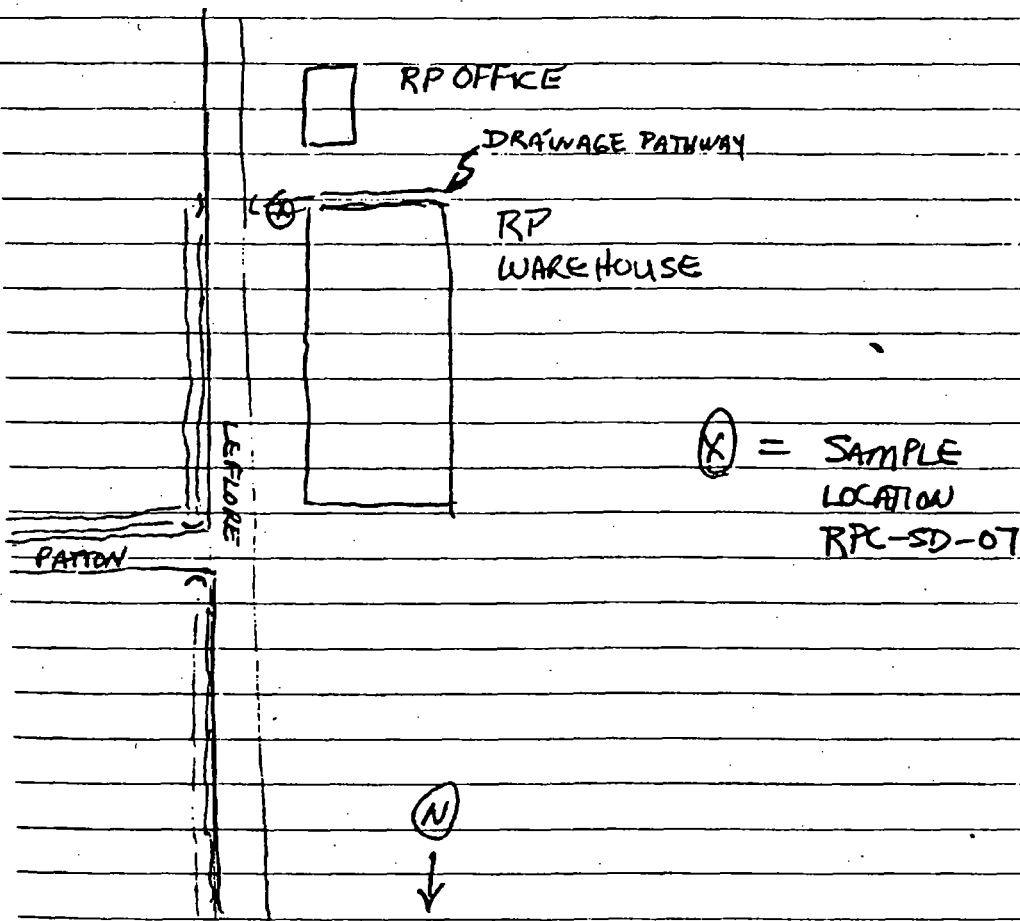 RP OFFICE
DRAINAGE PATHWAY
X
RP
WAREHOUSE
LEFLORE
X = SAMPLE
LOCATION
RPC-SD-07
PATTON
N